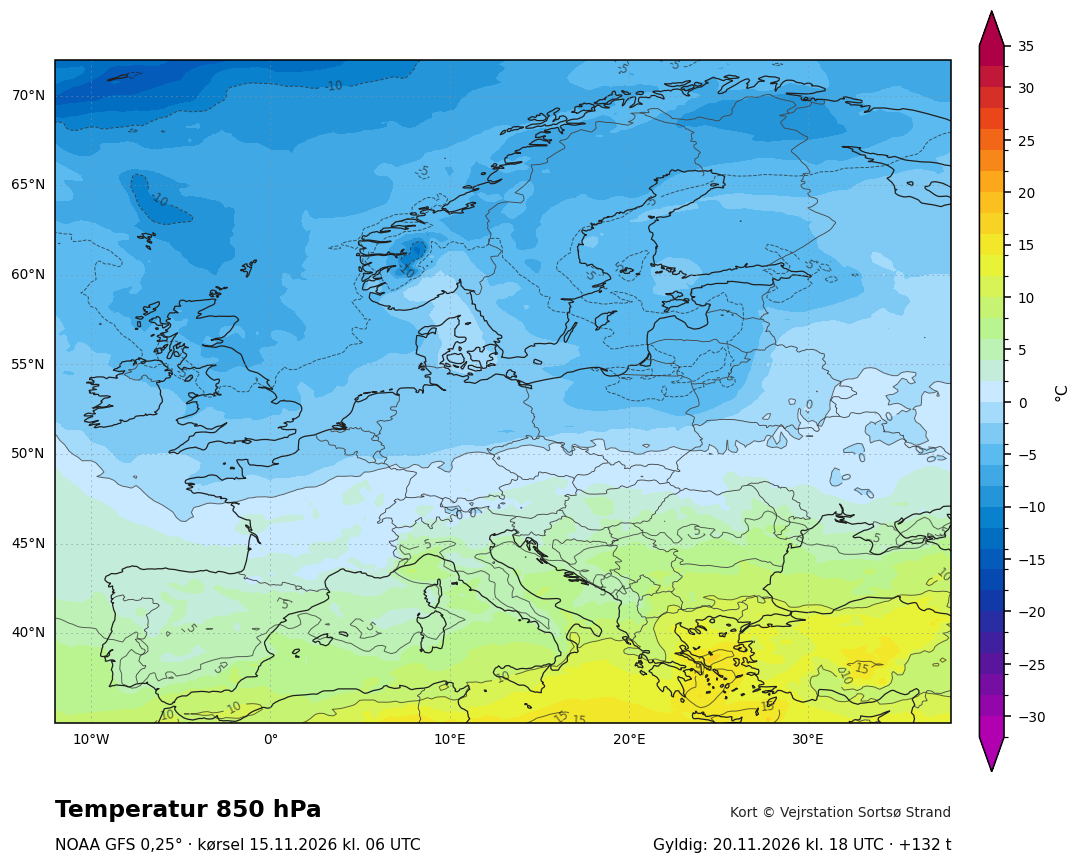 35
30
25
20
15
10
5
0
−5
−10
−15
−20
−25
−30
°C
70°N
65°N
60°N
55°N
50°N
45°N
40°N
10°W
0°
10°E
20°E
30°E
Temperatur 850 hPa
Kort © Vejrstation Sortsø Strand
NOAA GFS 0,25° · kørsel 15.11.2026 kl. 06 UTC
Gyldig: 20.11.2026 kl. 18 UTC · +132 t